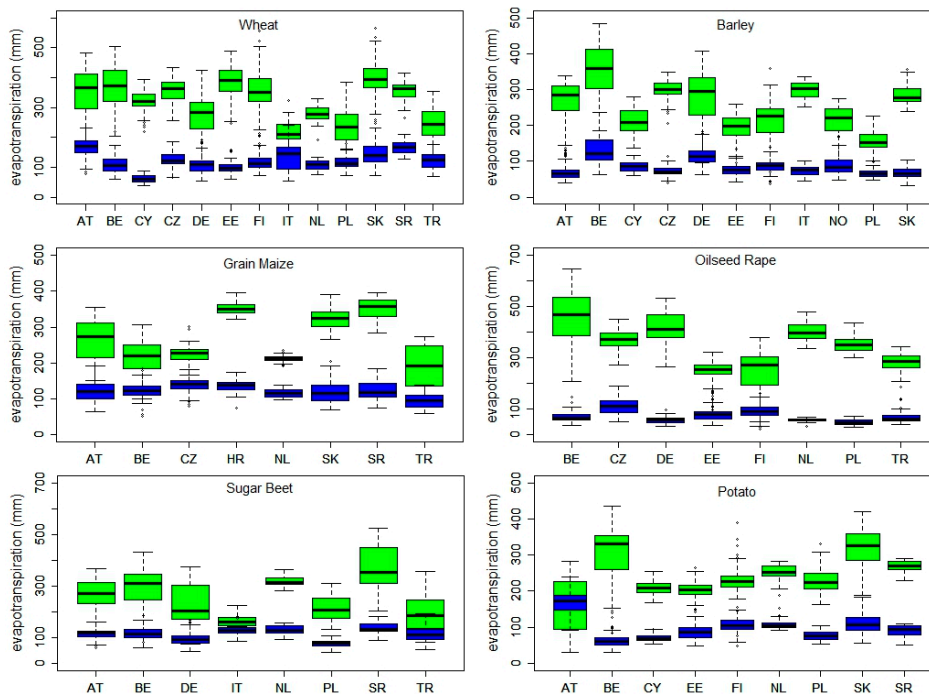 Wheat
evapotranspiration (mm)
500
300
100
0
AT BE CY CZ DE EE FI IT NL PL SK SR TR
Barley
evapotranspiration (mm)
500
400
300
200
100
0
AT BE CY CZ DE EE FI IT NO PL SK
Grain Maize
evapotranspiration (mm)
500
400
300
200
100
0
AT BE CZ HR NL SK SR TR
Oilseed Rape
evapotranspiration (mm)
700
500
300
100
0
BE CZ DE EE FI NL PL TR
Sugar Beet
evapotranspiration (mm)
700
500
300
100
0
AT BE DE IT NL PL SR TR
Potato
evapotranspiration (mm)
500
400
300
200
100
0
AT BE CY EE FI NL PL SK SR